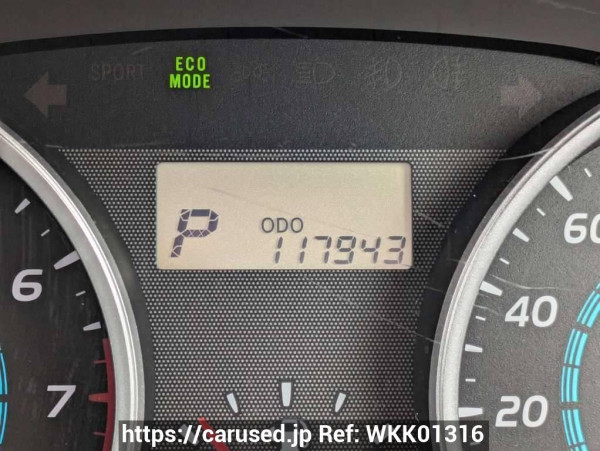 SPORT
ECO
MODE
P
ODO
117943
6
7
60
40
20
https://carused.jp Ref: WKK01316